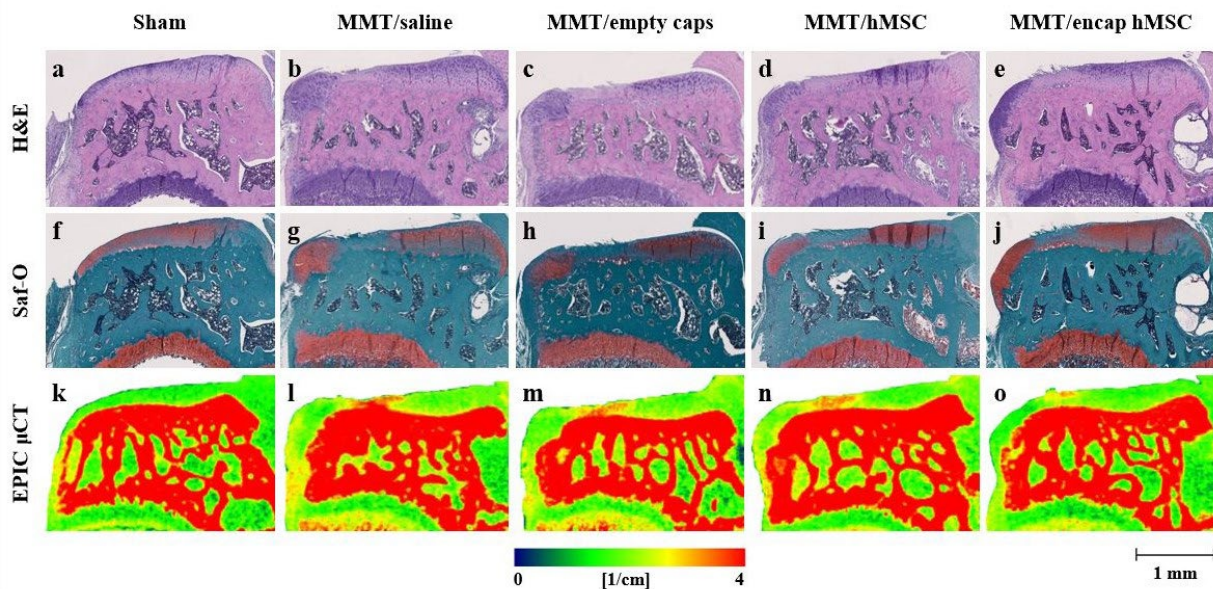 Sham MMT/saline MMT/empty caps MMT/hMSC MMT/encap hMSC
H&E a b c d e
Saf-O f g h i j
EPIC μCT k l m n o
0 [1/cm] 4
1 mm